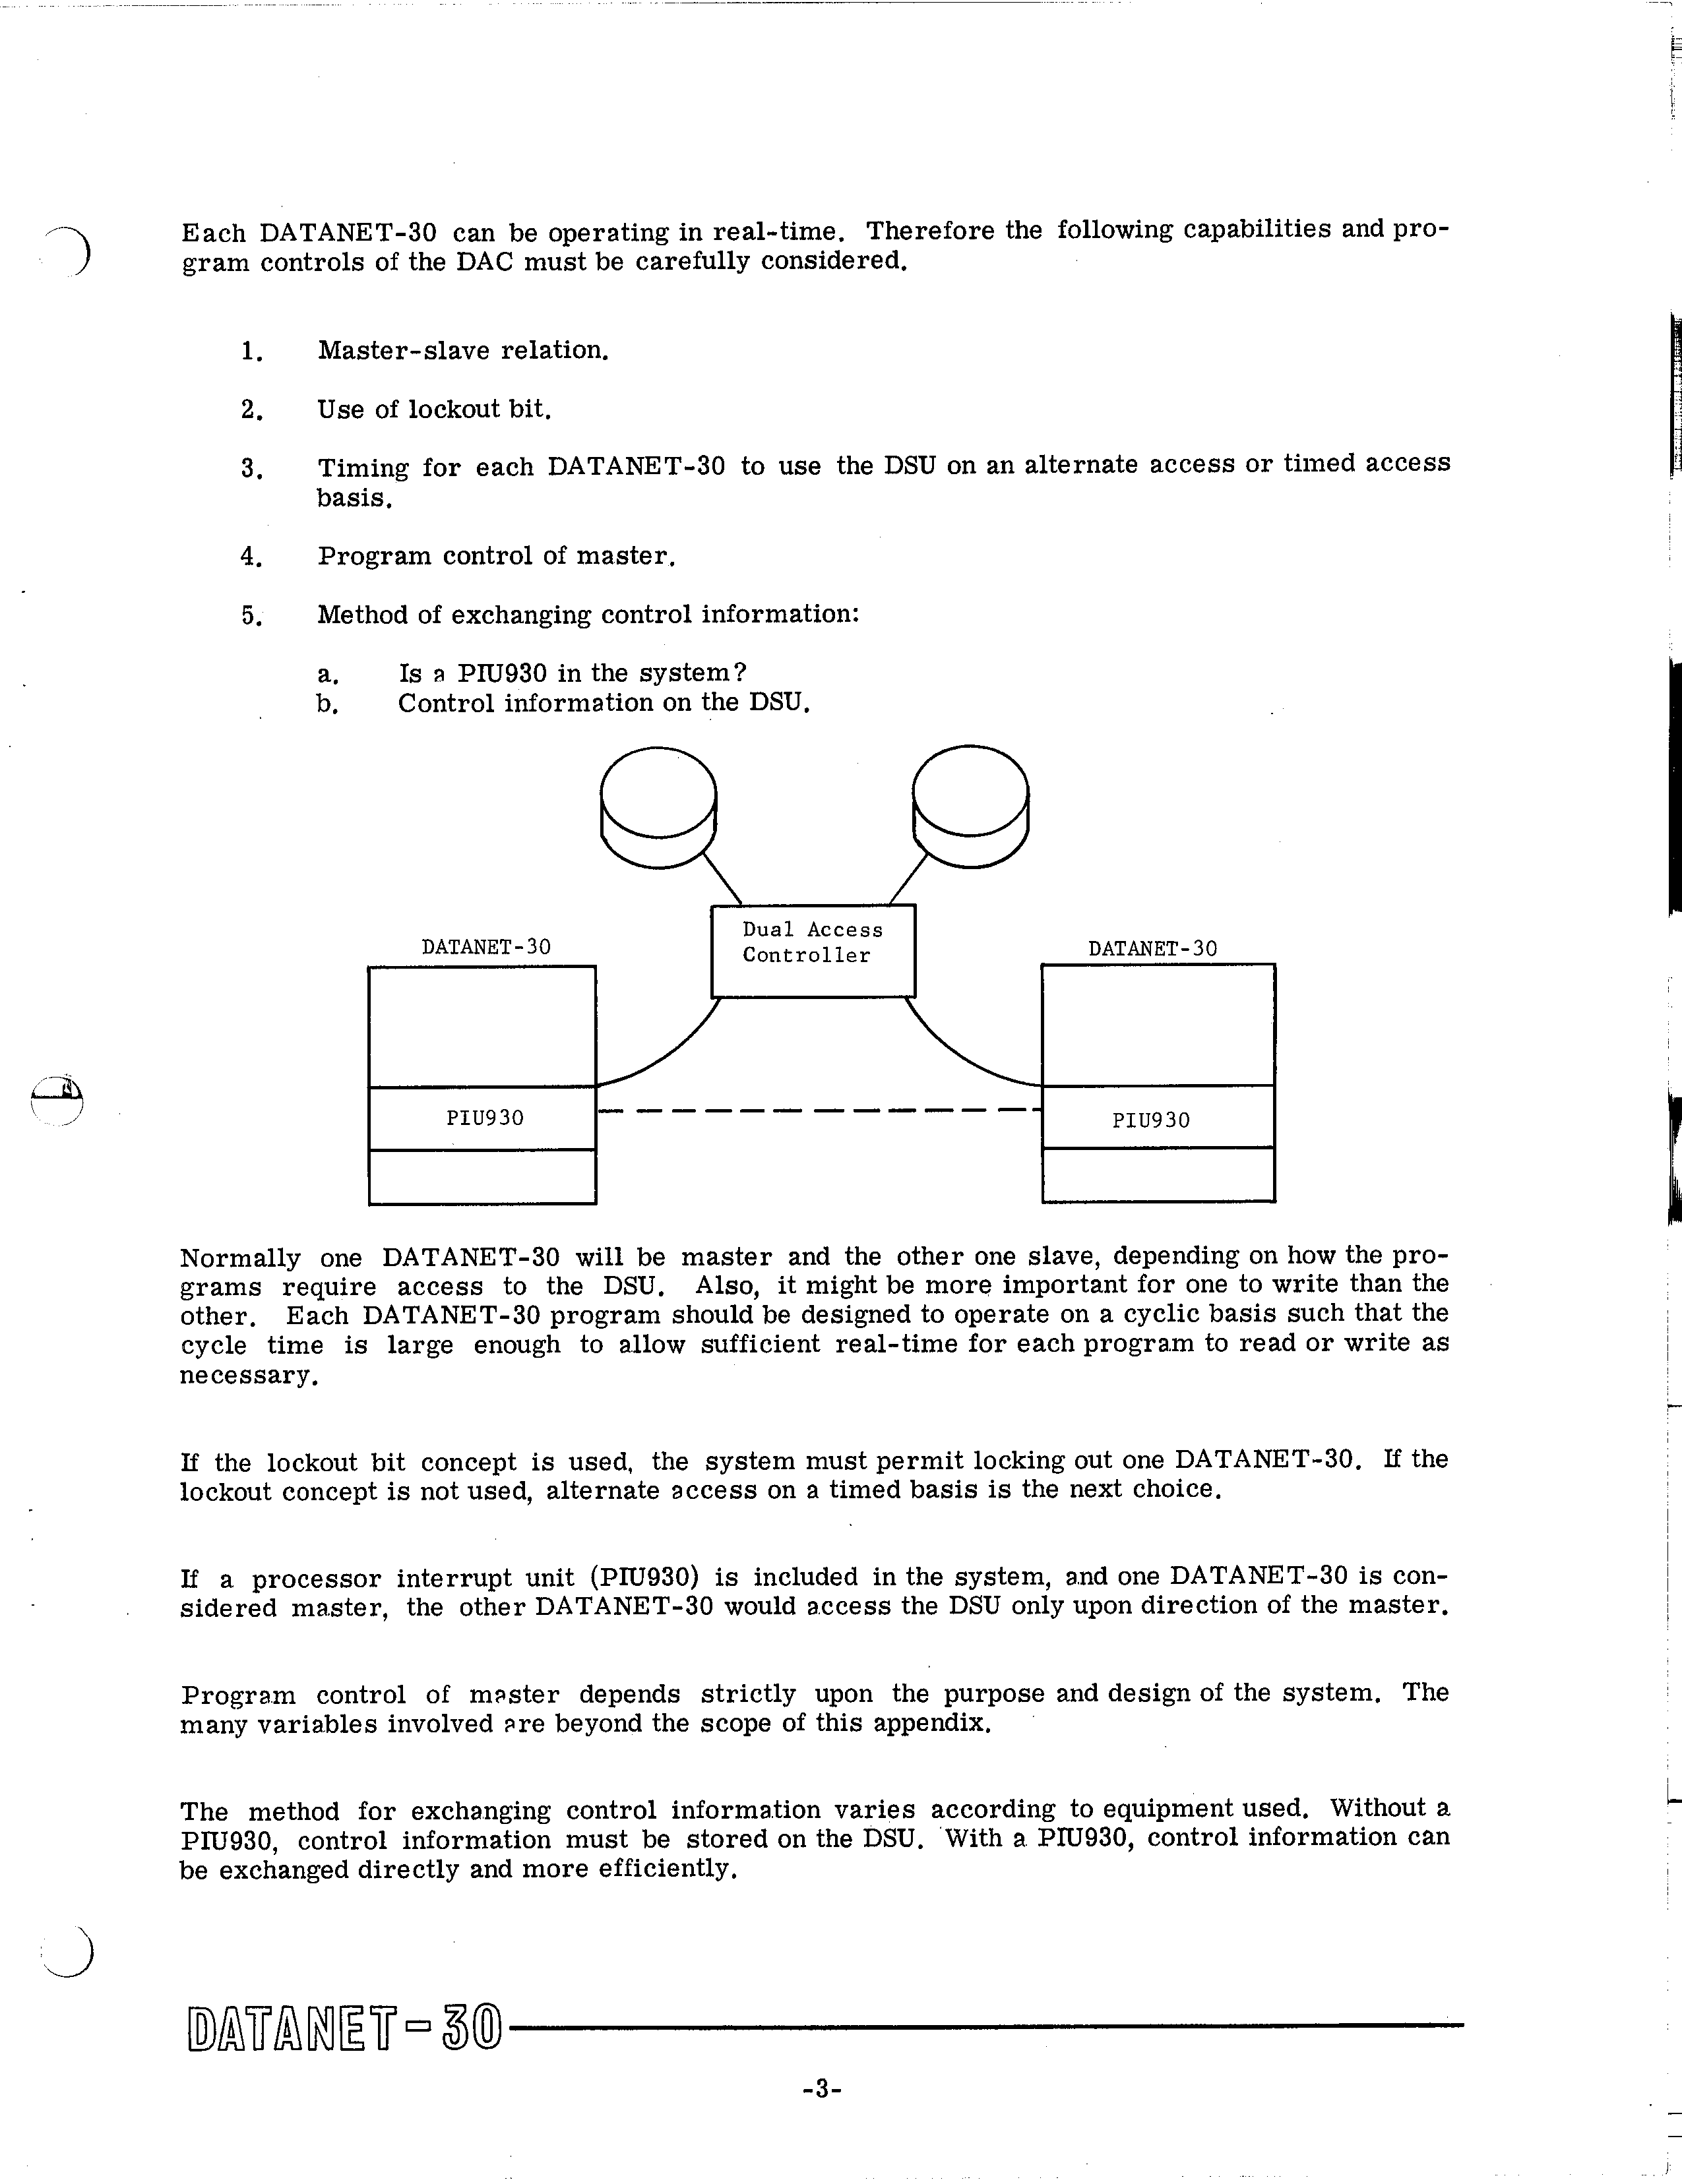 Each DATANET-30 can be operating in real-time. Therefore the following capabilities and pro-
gram controls of the DAC must be carefully considered.
1. Master-slave relation.
2. Use of lockout bit.
3. Timing for each DATANET-30 to use the DSU on an alternate access or timed access
basis.
4. Program control of master.
5. Method of exchanging control information:
a. Is a PIU930 in the system?
b. Control information on the DSU.
Dual Access
Controller
DATANET-30
DATANET-30
PIU930
PIU930
Normally one DATANET-30 will be master and the other one slave, depending on how the pro-
grams require access to the DSU. Also, it might be more important for one to write than the
other. Each DATANET-30 program should be designed to operate on a cyclic basis such that the
cycle time is large enough to allow sufficient real-time for each program to read or write as
necessary.
If the lockout bit concept is used, the system must permit locking out one DATANET-30. If the
lockout concept is not used, alternate access on a timed basis is the next choice.
If a processor interrupt unit (PIU930) is included in the system, and one DATANET-30 is con-
sidered master, the other DATANET-30 would access the DSU only upon direction of the master.
Program control of master depends strictly upon the purpose and design of the system. The
many variables involved are beyond the scope of this appendix.
The method for exchanging control information varies according to equipment used. Without a
PIU930, control information must be stored on the DSU. With a PIU930, control information can
be exchanged directly and more efficiently.
DATANET-30
-3-